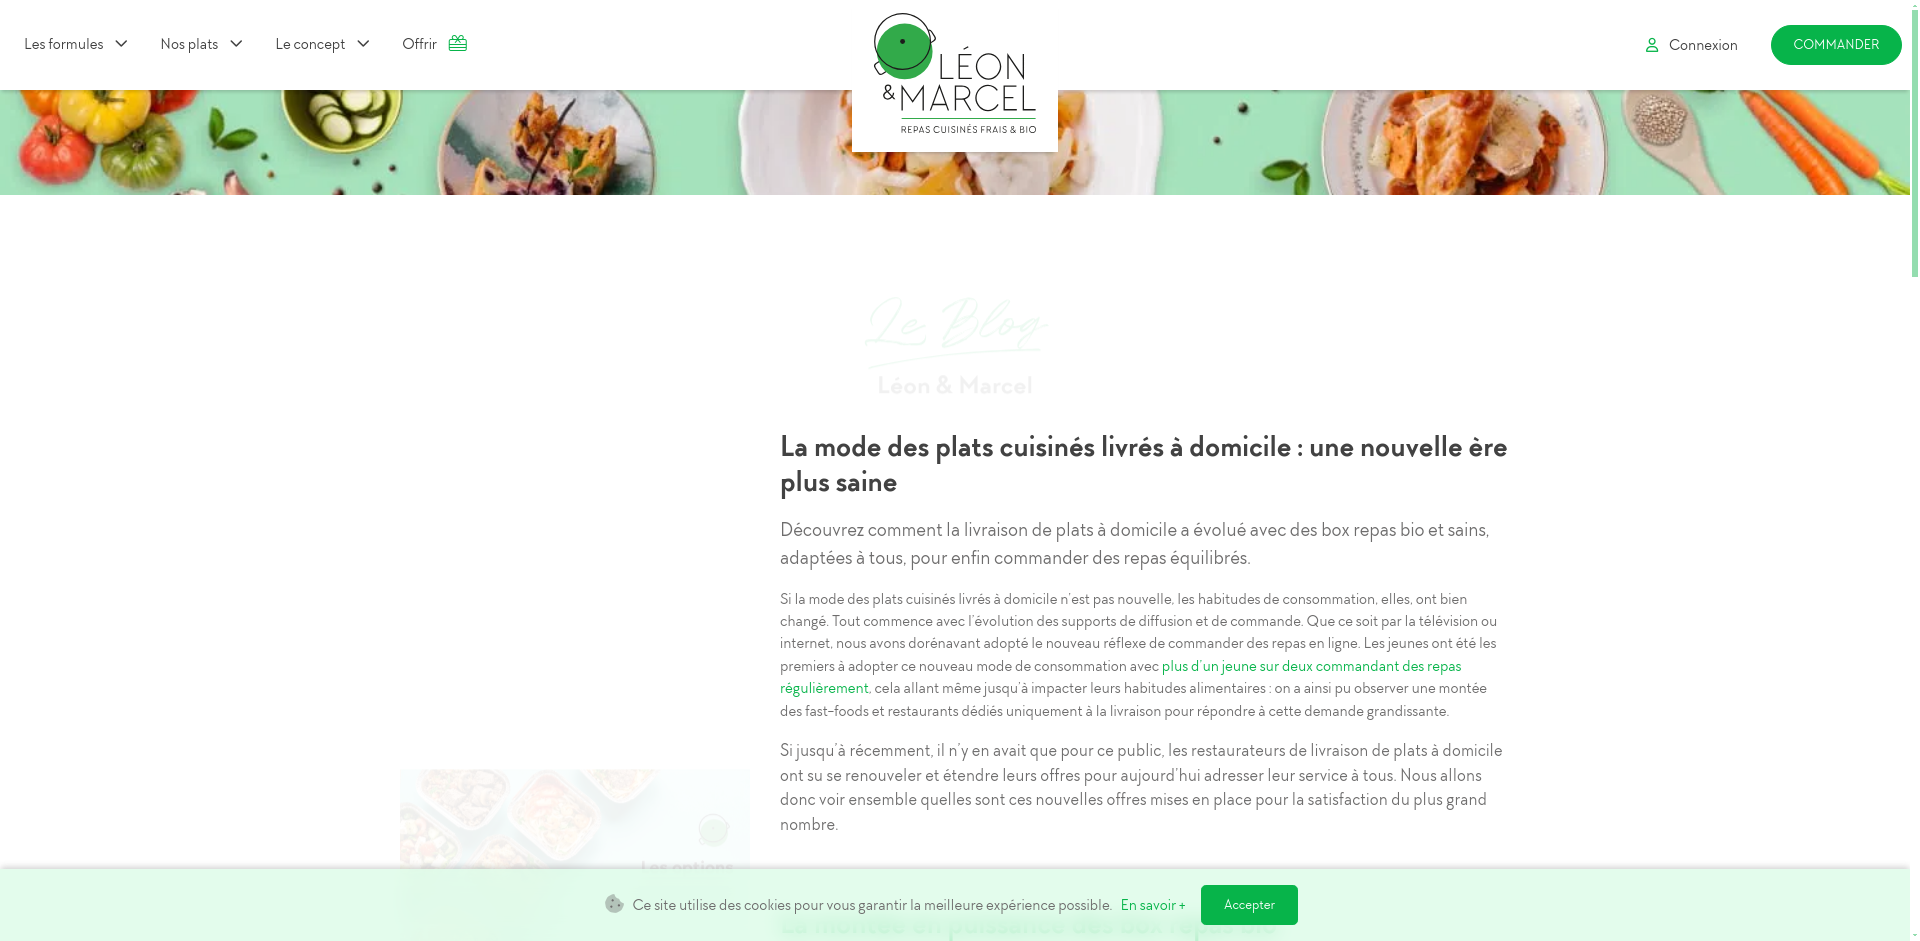 Les formules
Nos plats
Le concept
Offrir
LÉON
& MARCEL
REPAS CUISINÉS FRAIS & BIO
Connexion
COMMANDER
Le Blog
Léon & Marcel
La mode des plats cuisinés livrés à domicile : une nouvelle ère
plus saine
Découvrez comment la livraison de plats à domicile a évolué avec des box repas bio et sains,
adaptées à tous, pour enfin commander des repas équilibrés.
Si la mode des plats cuisinés livrés à domicile n'est pas nouvelle, les habitudes de consommation, elles, ont bien
changé. Tout commence avec l'évolution des supports de diffusion et de commande. Que ce soit par la télévision ou
internet, nous avons dorénavant adopté le nouveau réflexe de commander des repas en ligne. Les jeunes ont été les
premiers à adopter ce nouveau mode de consommation avec plus d'un jeune sur deux commandant des repas
régulièrement, cela allant même jusqu'à impacter leurs habitudes alimentaires : on a ainsi pu observer une montée
des fast-foods et restaurants dédiés uniquement à la livraison pour répondre à cette demande grandissante.
Si jusqu'à récemment, il n'y en avait que pour ce public, les restaurateurs de livraison de plats à domicile
ont su se renouveler et étendre leurs offres pour aujourd'hui adresser leur service à tous. Nous allons
donc voir ensemble quelles sont ces nouvelles offres mises en place pour la satisfaction du plus grand
nombre.
Les options
Ce site utilise des cookies pour vous garantir la meilleure expérience possible. En savoir +
Accepter
La montée en puissance des box repas bio